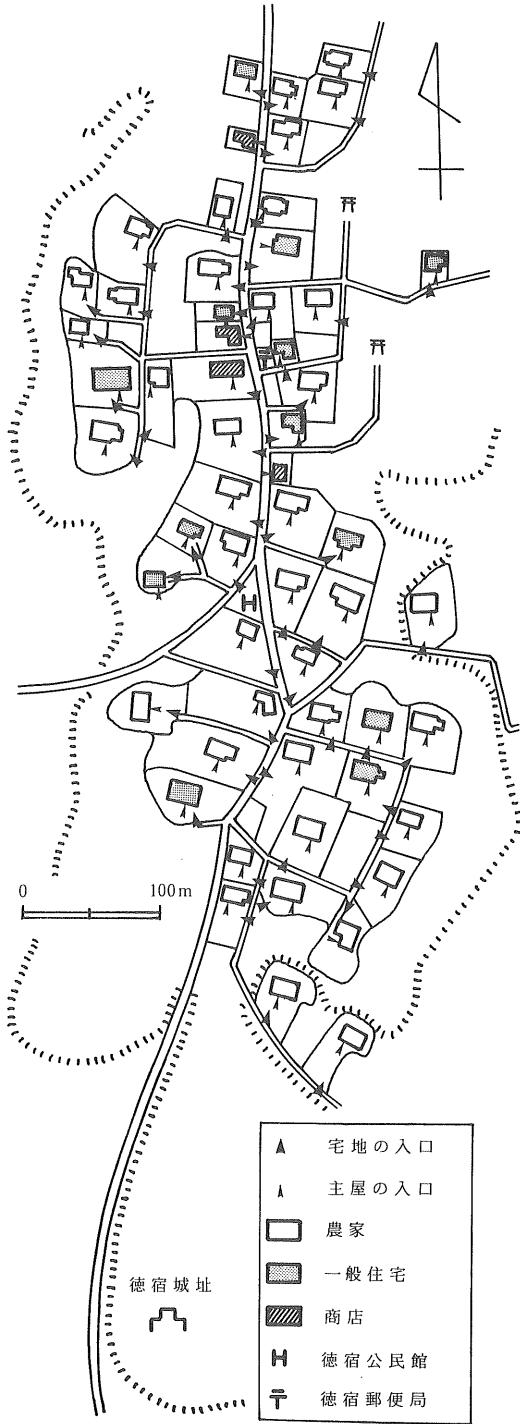 0 100m
宅地の入口
主屋の入口
農家
一般住宅
商店
徳宿公民館
徳宿郵便局
徳宿城址